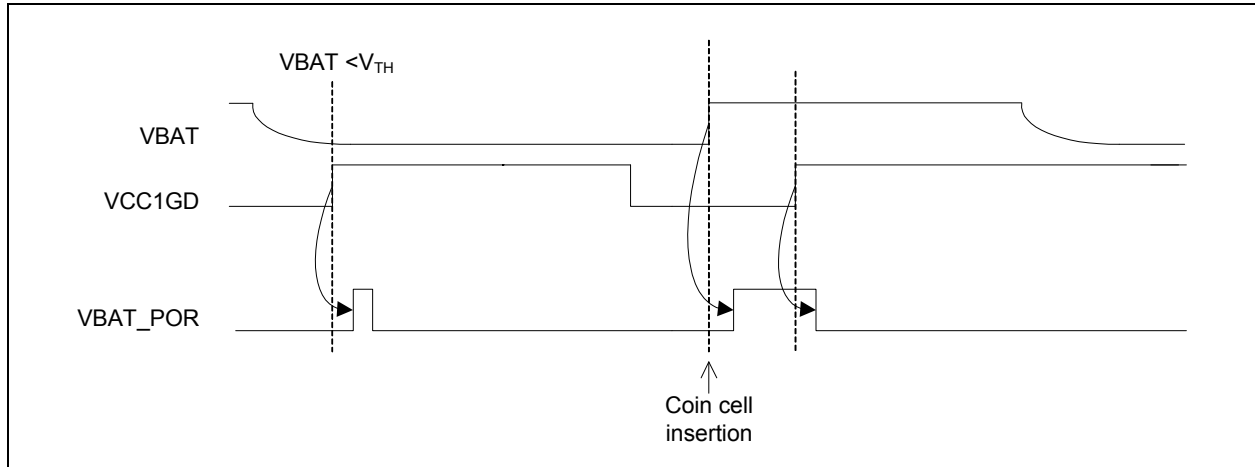 VBAT <VTH
VBAT
VCC1GD
VBAT_POR
Coin cell
insertion